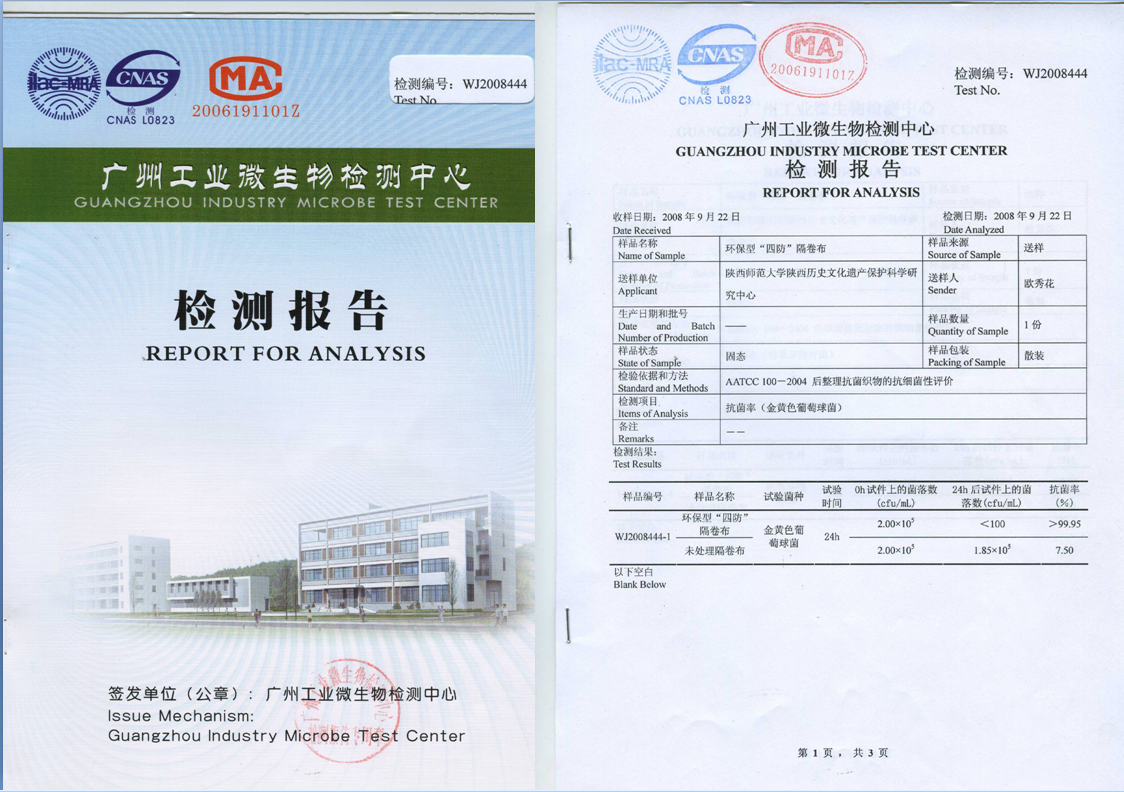 ilac-MRA
CNAS
检 测
CNAS L0823
MA
2006191101Z
检测编号：WJ2008444
Test No.
广州工业微生物检测中心
GUANGZHOU INDUSTRY MICROBE TEST CENTER
检测报告
REPORT FOR ANALYSIS
签发单位（公章）：广州工业微生物检测中心
Issue Mechanism:
Guangzhou Industry Microbe Test Center
ilac-MRA
CNAS
检 测
CNAS L0823
MA
2006191101Z
检测编号：WJ2008444
Test No.
广州工业微生物检测中心
GUANGZHOU INDUSTRY MICROBE TEST CENTER
检 测 报 告
REPORT FOR ANALYSIS
收样日期：2008 年 9 月 22 日 检测日期：2008 年 9 月 22 日
Date Received Date Analyzed
样品名称 环保型“四防”隔卷布 样品来源 送样
Name of Sample Source of Sample
送样单位 陕西师范大学陕西历史文化遗产保护科学研 送样人 欧秀花
Applicant 究中心 Sender
生产日期和批号 —— 样品数量 1 份
Date and Batch Quantity of Sample
Number of Production
样品状态 固态 样品包装 散装
State of Sample Packing of Sample
检验依据和方法 AATCC 100－2004 后整理抗菌织物的抗细菌性评价
Standard and Methods
检测项目 抗菌率（金黄色葡萄球菌）
Items of Analysis
备注 ——
Remarks
检测结果：
Test Results
样品编号 样品名称 试验菌种 试验 0h试件上的菌落数 24h 后试件上的菌 抗菌率
时间 (cfu/mL) 落数(cfu/mL) （%）
WJ2008444-1 环保型“四防” 金黄色葡 24h 2.00×10⁵ ＜100 ＞99.95
隔卷布 萄球菌
未处理隔卷布 2.00×10⁵ 1.85×10⁵ 7.50
以下空白
Blank Below
第 1 页， 共 3 页